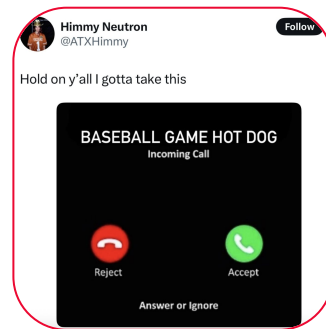 Himmy Neutron
Follow
@ATXHimmy
Hold on y'all I gotta take this
BASEBALL GAME HOT DOG
Incoming Call
Reject
Accept
Answer or Ignore